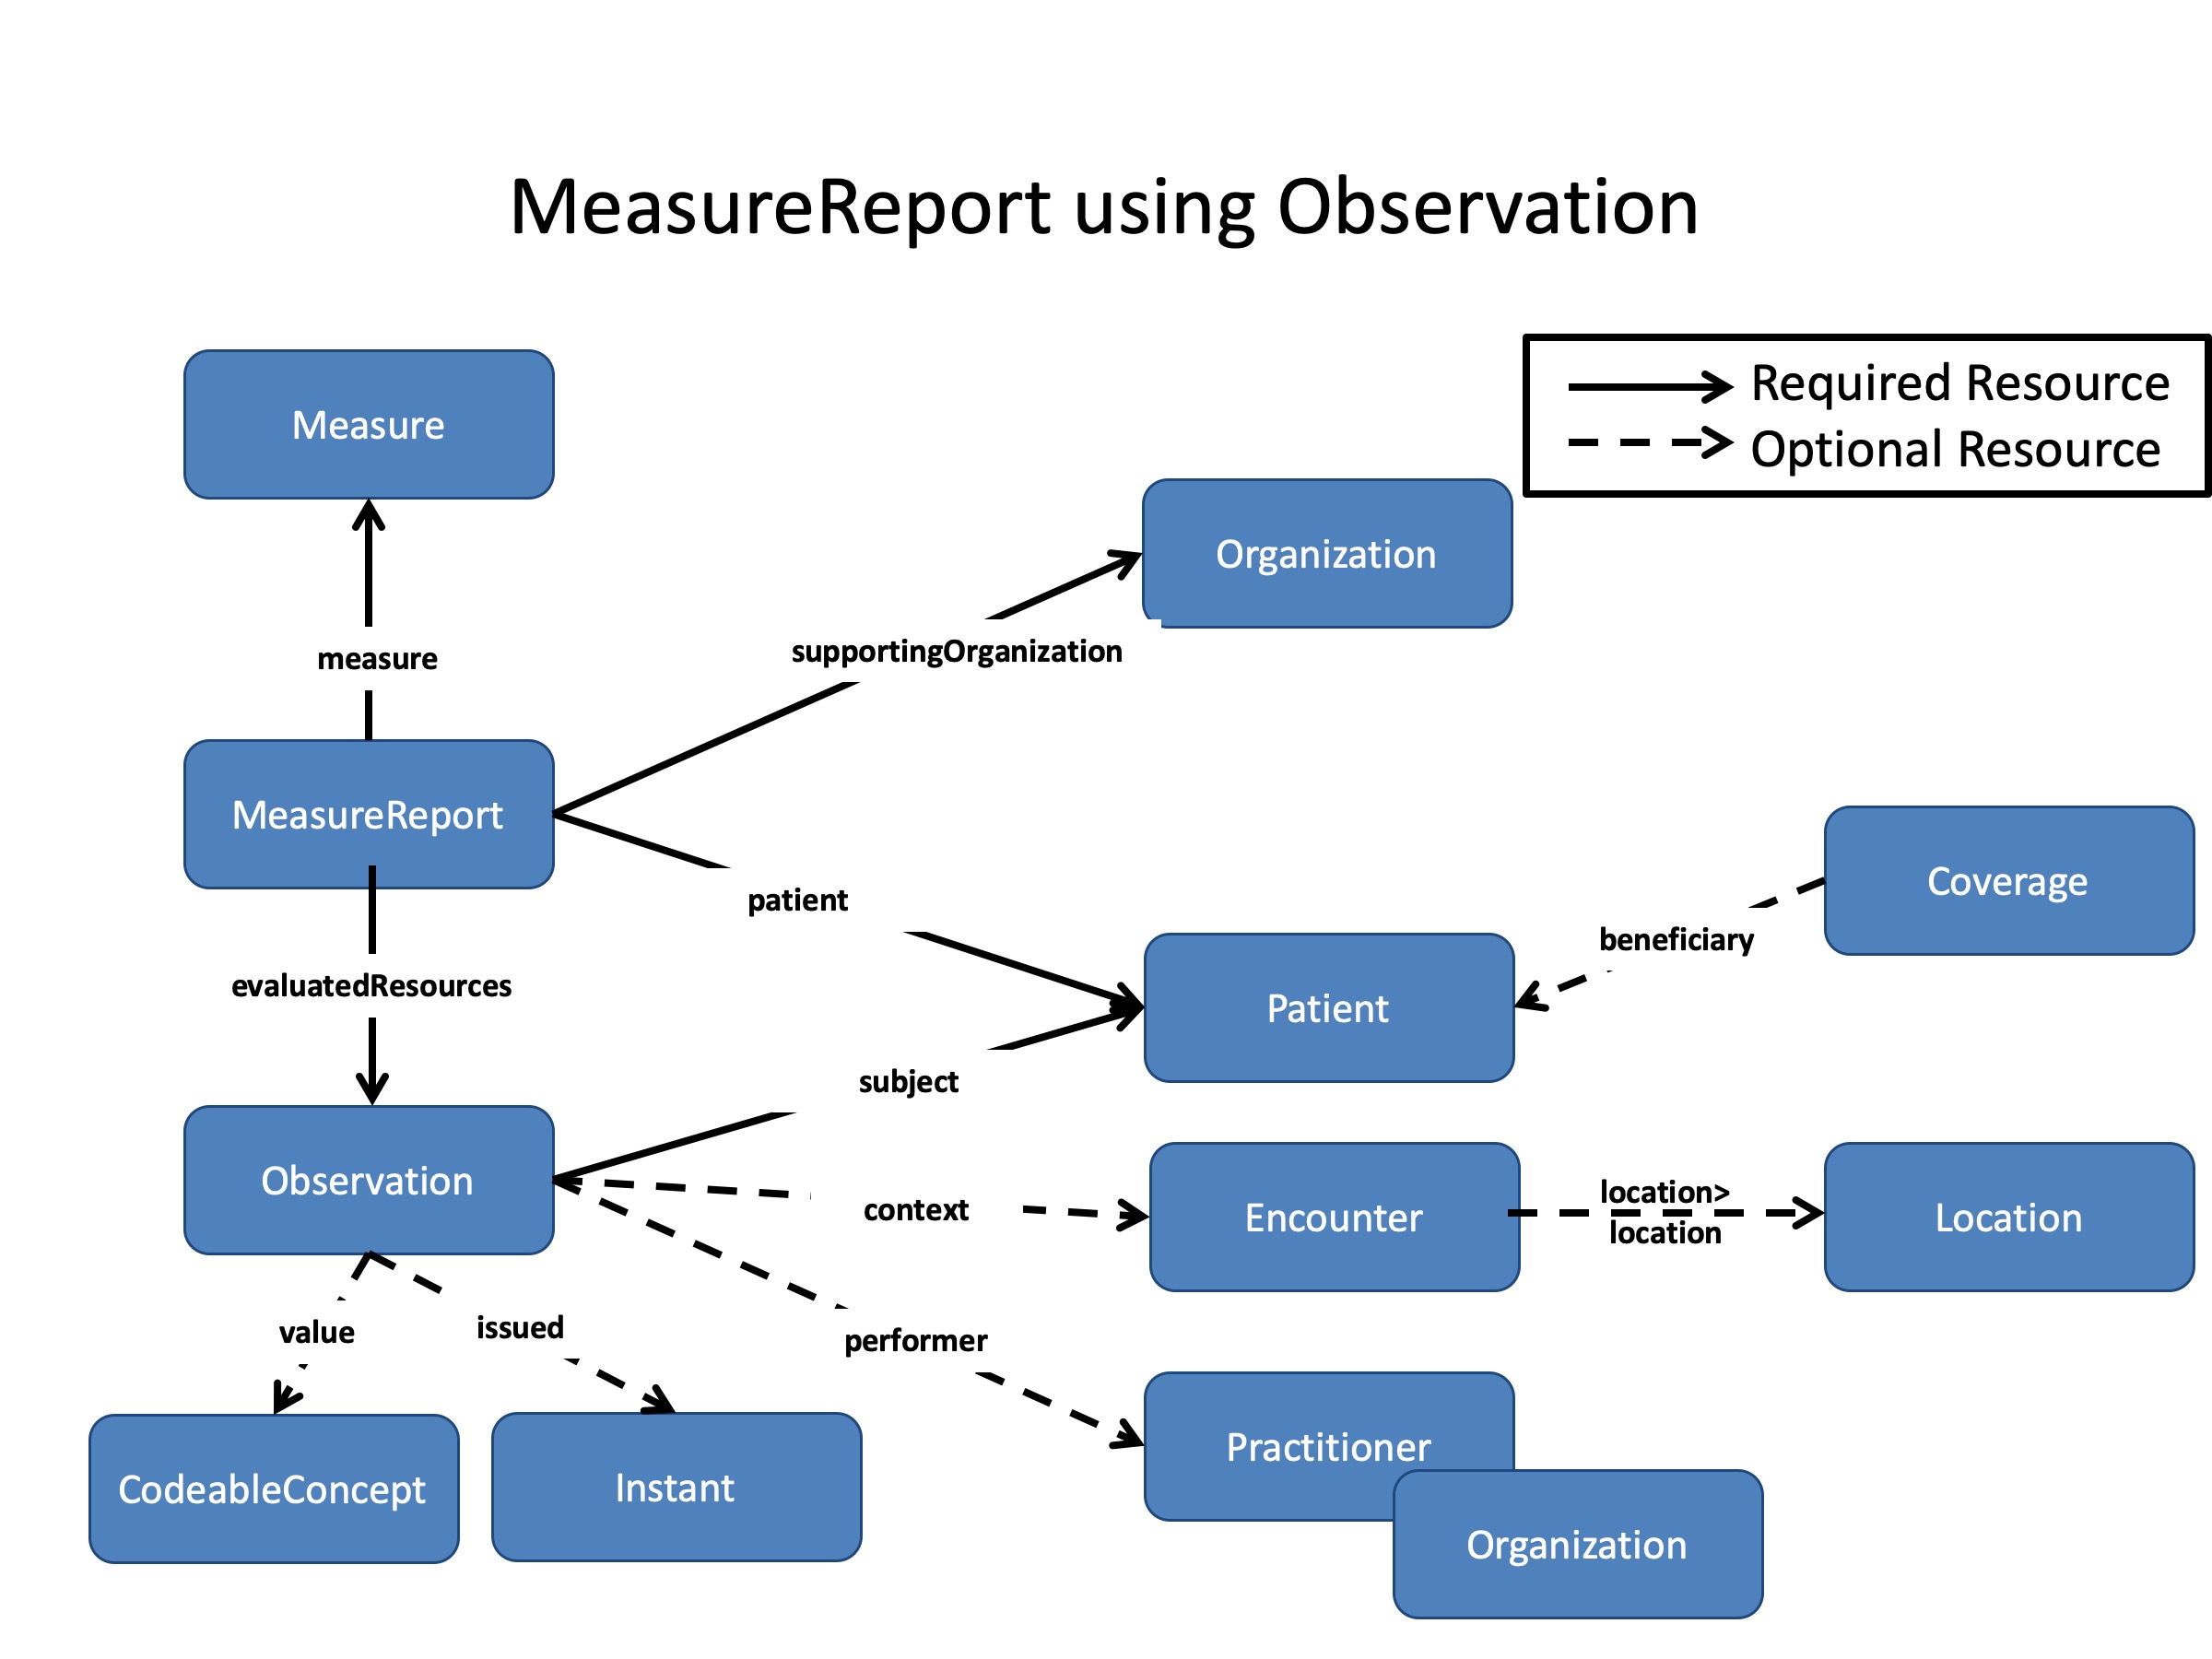 MeasureReport using Observation
Required Resource
Optional Resource
Measure
Organization
measure
supportingOrganization
MeasureReport
Coverage
patient
beneficiary
evaluatedResources
Patient
subject
Observation
context
Encounter
location>
location
Location
value
issued
performer
Practitioner
CodeableConcept
Instant
Organization